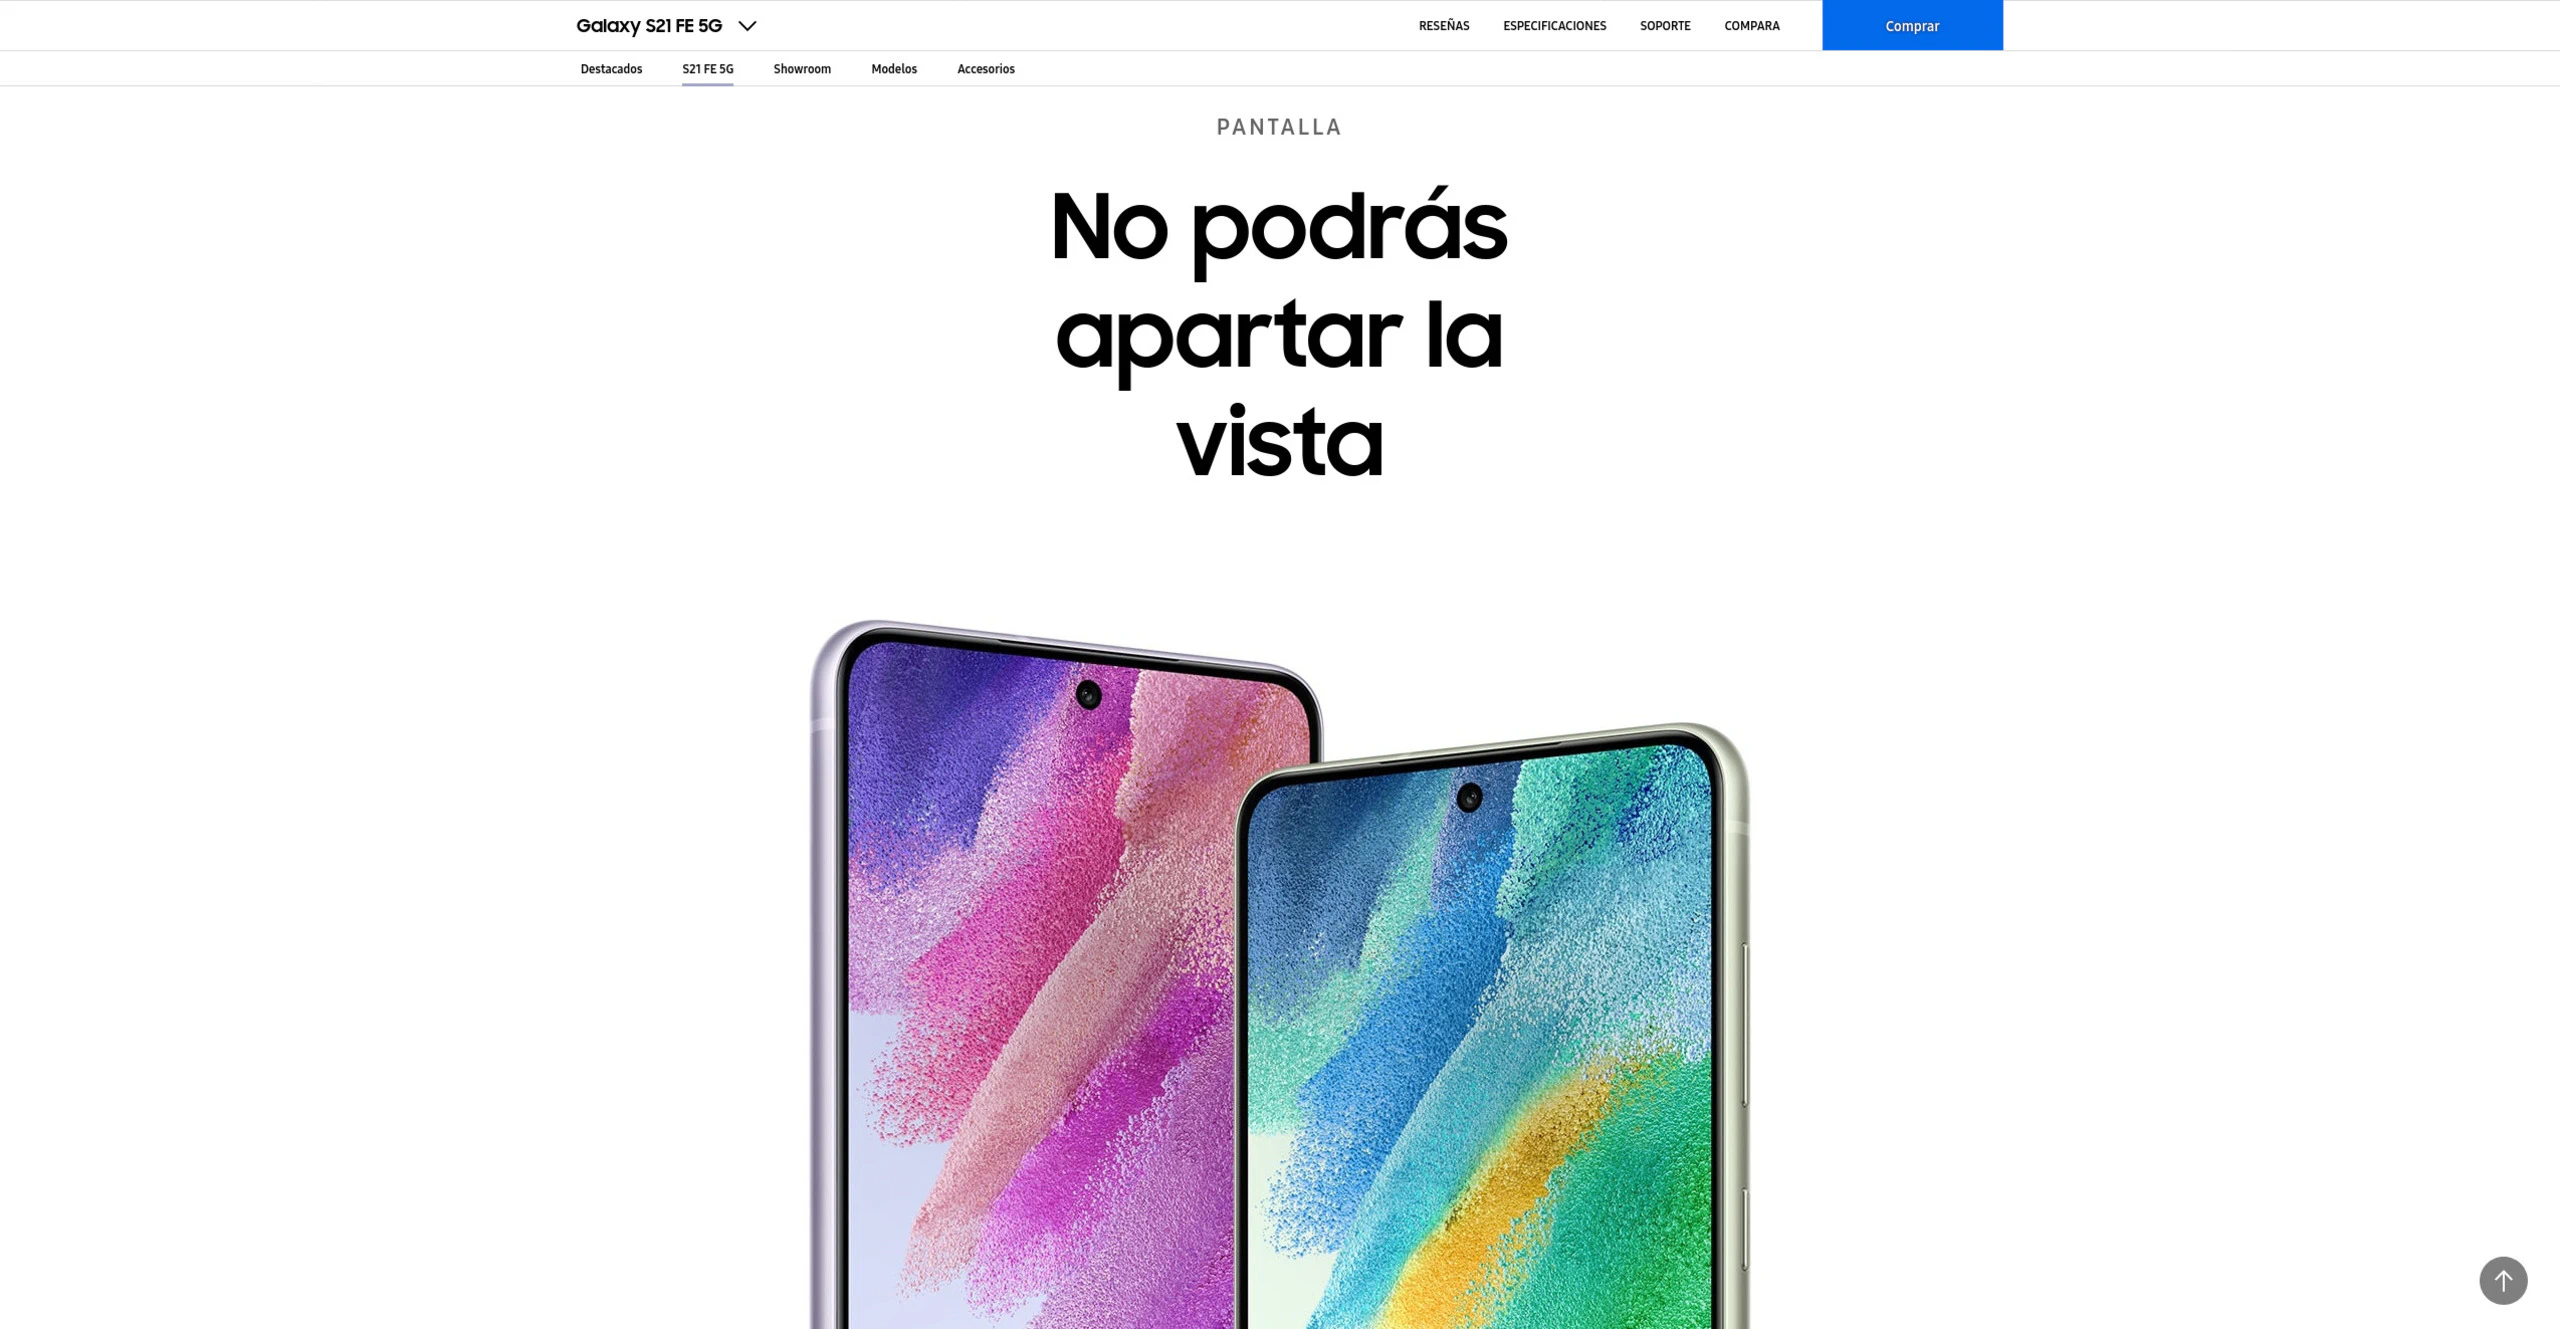 Galaxy S21 FE 5G
RESEÑAS ESPECIFICACIONES SOPORTE COMPARA Comprar
Destacados S21 FE 5G Showroom Modelos Accesorios
PANTALLA
No podrás
apartar la
vista